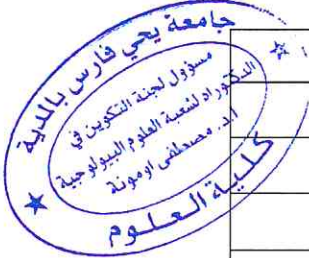 جامعة يحي فارس بالمدية
مسؤول لجنة التكوين في
الدكتوراه لشعبة العلوم البيولوجية
أ.د. مصطفى اومونة
كلية العلوم